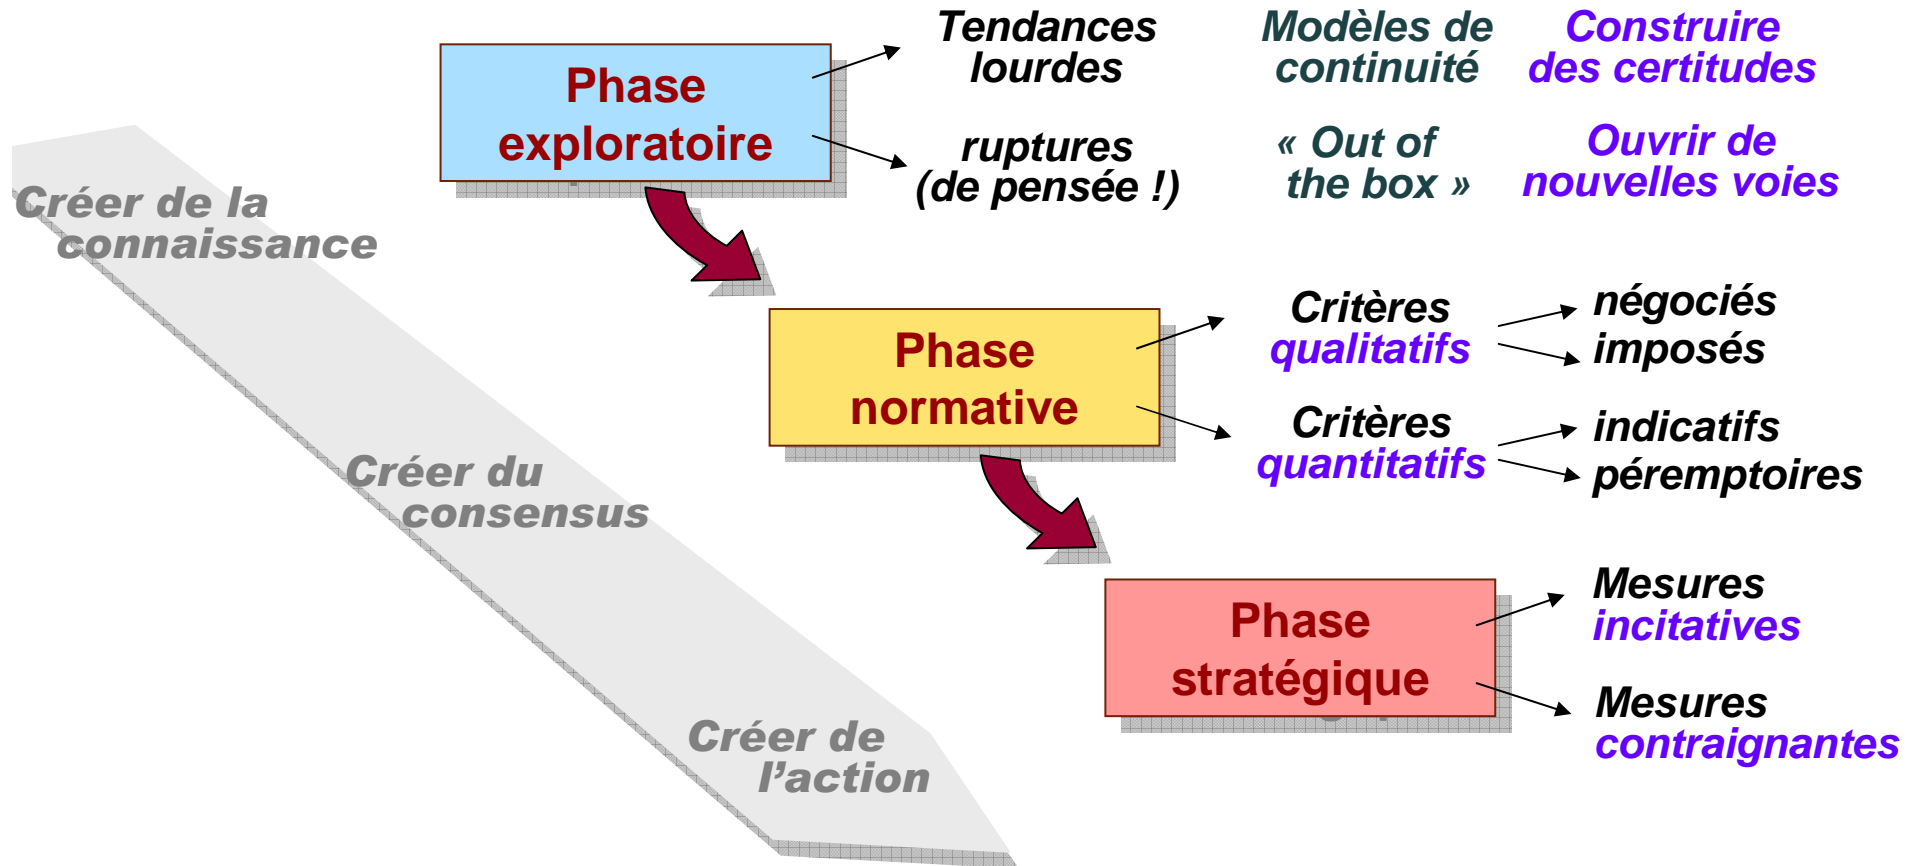 Phase
exploratoire
Tendances
lourdes
Modèles de
continuité
Construire
des certitudes
ruptures
(de pensée !)
« Out of
the box »
Ouvrir de
nouvelles voies
Créer de la
connaissance
Phase
normative
Critères
qualitatifs
négociés
imposés
Critères
quantitatifs
indicatifs
péremptoires
Créer du
consensus
Phase
stratégique
Mesures
incitatives
Mesures
contraignantes
Créer de
l’action